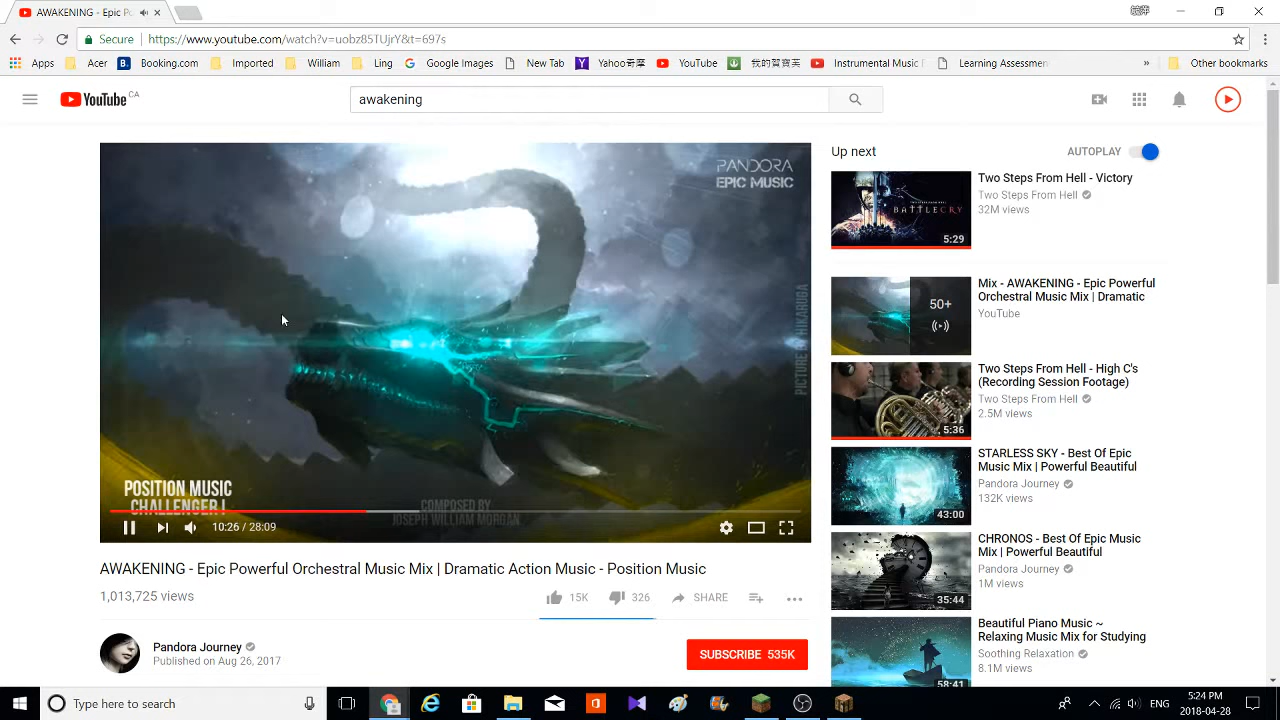 AWAKENING - Epic Po
Secure
https://www.youtube.com/watch?v=uobz85TUjrY&t=697s
Apps
Acer
Booking.com
Imported
William
Ling
Google Images
New Tab
Yahoo奇摩
YouTube
我的賀寶芙
Instrumental Music
Learning Assessmen
»
Other bookmarks
YouTube CA
awakening
PANDORA
EPIC MUSIC
PICTURE BY HIKARUGA
POSITION MUSIC
CHALLENGER I
COMPOSED BY
JOSEPH WILLIAM MORGAN
10:26 / 28:09
AWAKENING - Epic Powerful Orchestral Music Mix | Dramatic Action Music - Position Music
1,013,725 views
15K
326
SHARE
Pandora Journey
Published on Aug 26, 2017
SUBSCRIBE 535K
Up next
AUTOPLAY
BATTLECRY
5:29
Two Steps From Hell - Victory
Two Steps From Hell
32M views
50+
Mix - AWAKENING - Epic Powerful
Orchestral Music Mix | Dramatic
YouTube
5:36
Two Steps From Hell - High C's
(Recording Session Footage)
Two Steps From Hell
2.5M views
43:00
STARLESS SKY - Best Of Epic
Music Mix | Powerful Beautiful
Pandora Journey
132K views
35:44
CHRONOS - Best Of Epic Music
Mix | Powerful Beautiful
Pandora Journey
1M views
58:41
Beautiful Piano Music ~
Relaxing Music Mix for Studying
Soothing Relaxation
8.1M views
Type here to search
ENG
5:24 PM
2018-04-28